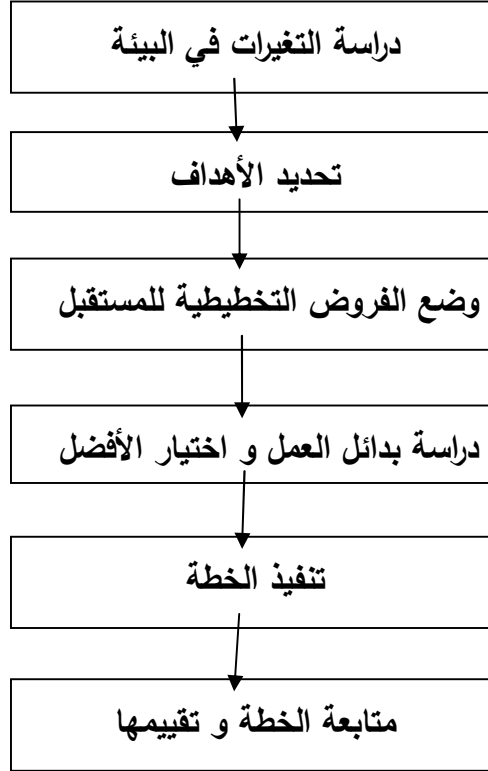 دراسة التغيرات في البيئة
تحديد الأهداف
وضع الفروض التخطيطية للمستقبل
دراسة بدائل العمل و اختيار الأفضل
تنفيذ الخطة
متابعة الخطة و تقييمها